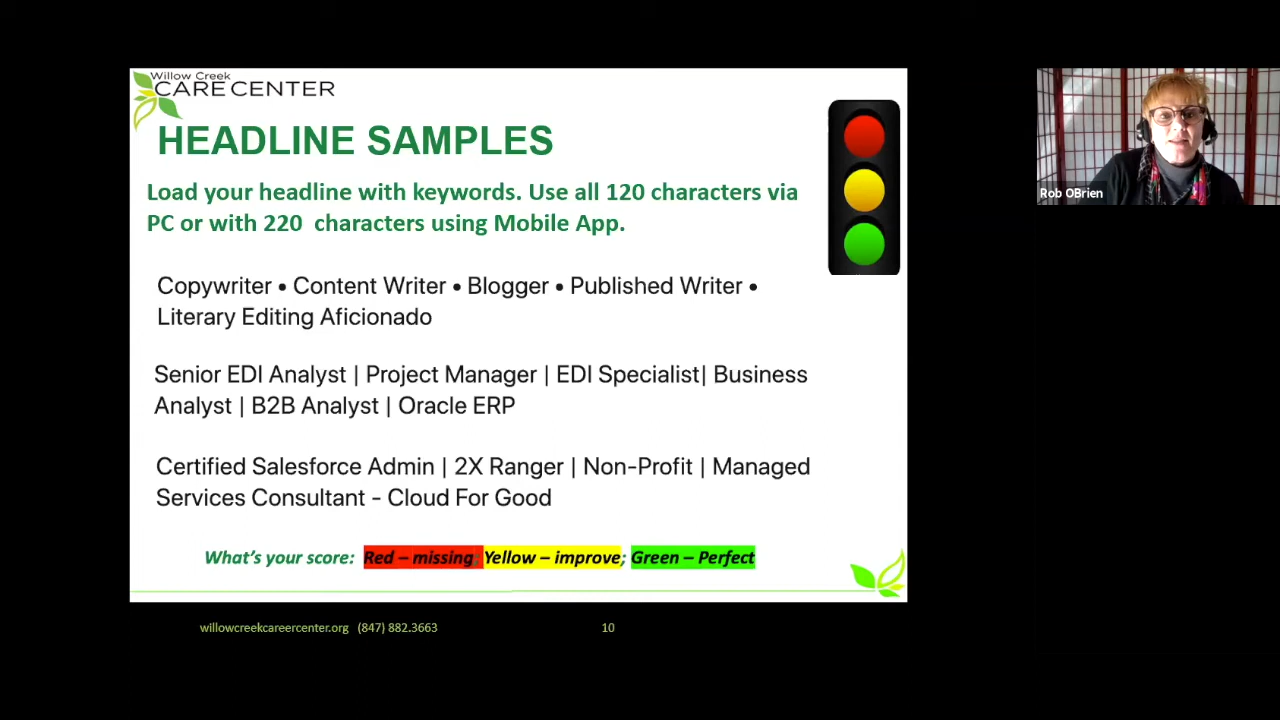 Willow Creek
CARE CENTER
HEADLINE SAMPLES
Load your headline with keywords. Use all 120 characters via
PC or with 220 characters using Mobile App.
Copywriter • Content Writer • Blogger • Published Writer •
Literary Editing Aficionado
Senior EDI Analyst | Project Manager | EDI Specialist| Business
Analyst | B2B Analyst | Oracle ERP
Certified Salesforce Admin | 2X Ranger | Non-Profit | Managed
Services Consultant - Cloud For Good
What's your score: Red – missing; Yellow – improve; Green – Perfect
willowcreekcareercenter.org (847) 882.3663 10
Rob OBrien